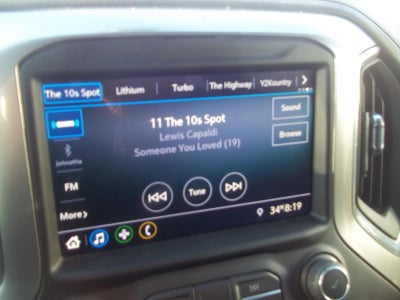 The 10s Spot Lithium Turbo The Highway Y2Kountry
11 The 10s Spot
Lewis Capaldi
Someone You Loved (19)
Sound
Browse
Johnatha
FM
More
Tune
34° 8:19